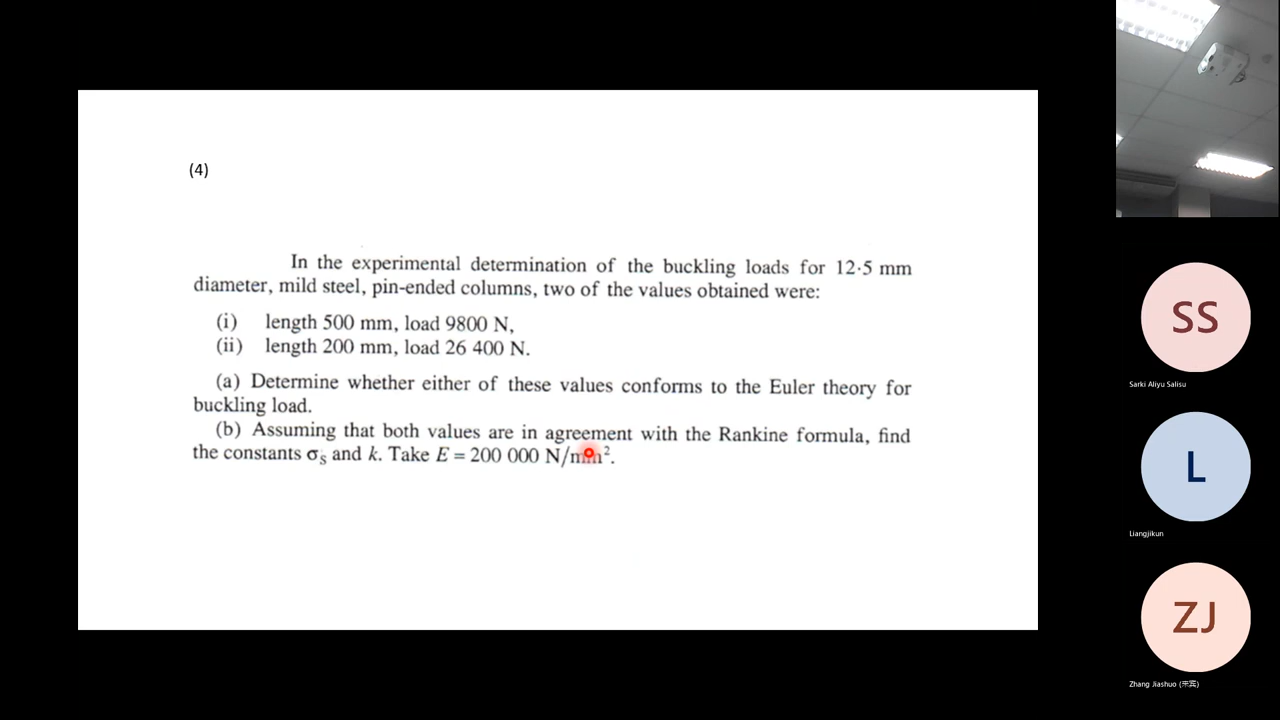 (4)
In the experimental determination of the buckling loads for 12·5 mm
diameter, mild steel, pin-ended columns, two of the values obtained were:
(i) length 500 mm, load 9800 N,
(ii) length 200 mm, load 26 400 N.
(a) Determine whether either of these values conforms to the Euler theory for
buckling load.
(b) Assuming that both values are in agreement with the Rankine formula, find
the constants σs and k. Take E = 200 000 N/mm².
SS
Sarki Aliyu Salisu
L
Liangjikun
ZJ
Zhang Jiashuo (来宾)